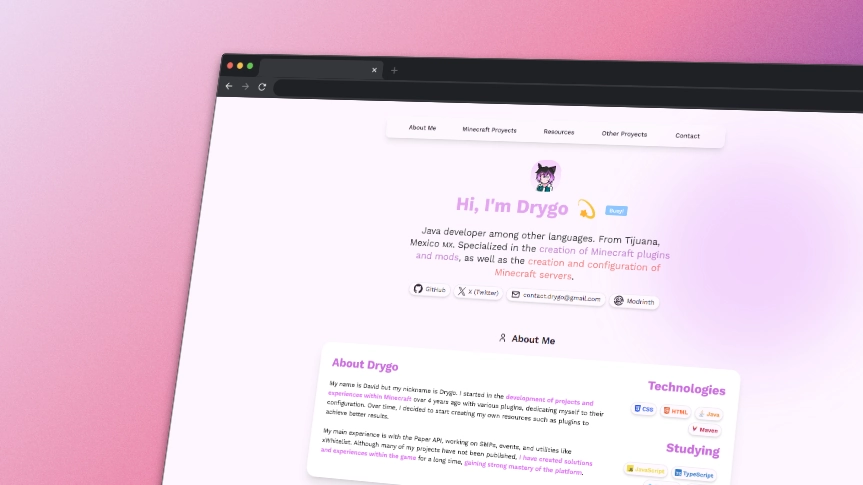 About Me Minecraft Proyects Resources Other Proyects Contact
Hi, I'm Drygo Busy!
Java developer among other languages. From Tijuana,
Mexico MX. Specialized in the creation of Minecraft plugins
and mods, as well as the creation and configuration of
Minecraft servers.
GitHub X (Twitter) contact.drygo@gmail.com Modrinth
About Me
About Drygo
My name is David but my nickname is Drygo. I started in the development of projects and
experiences within Minecraft over 4 years ago with various plugins, dedicating myself to their
configuration. Over time, I decided to start creating my own resources such as plugins to
achieve better results.
My main experience is with the Paper API, working on SMPs, events, and utilities like
xWhitelist. Although many of my projects have not been published, I have created solutions
and experiences within the game for a long time, gaining strong mastery of the platform.
Technologies
CSS HTML Java
Maven
Studying
JavaScript TypeScript